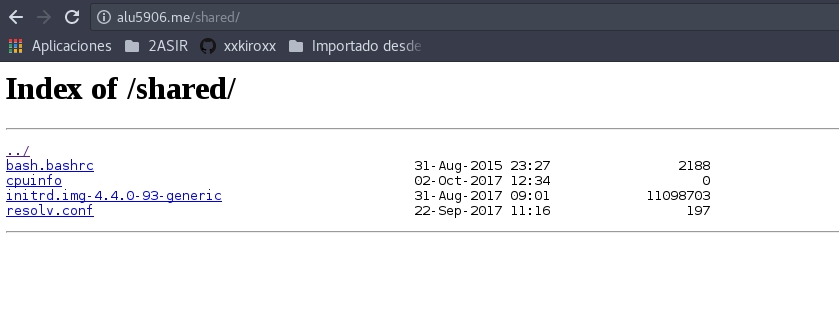 alu5906.me/shared/
Aplicaciones 2ASIR xxkiroxx Importado desde
Index of /shared/
../
bash.bashrc 31-Aug-2015 23:27 2188
cpuinfo 02-Oct-2017 12:34 0
initrd.img-4.4.0-93-generic 31-Aug-2017 09:01 11098703
resolv.conf 22-Sep-2017 11:16 197